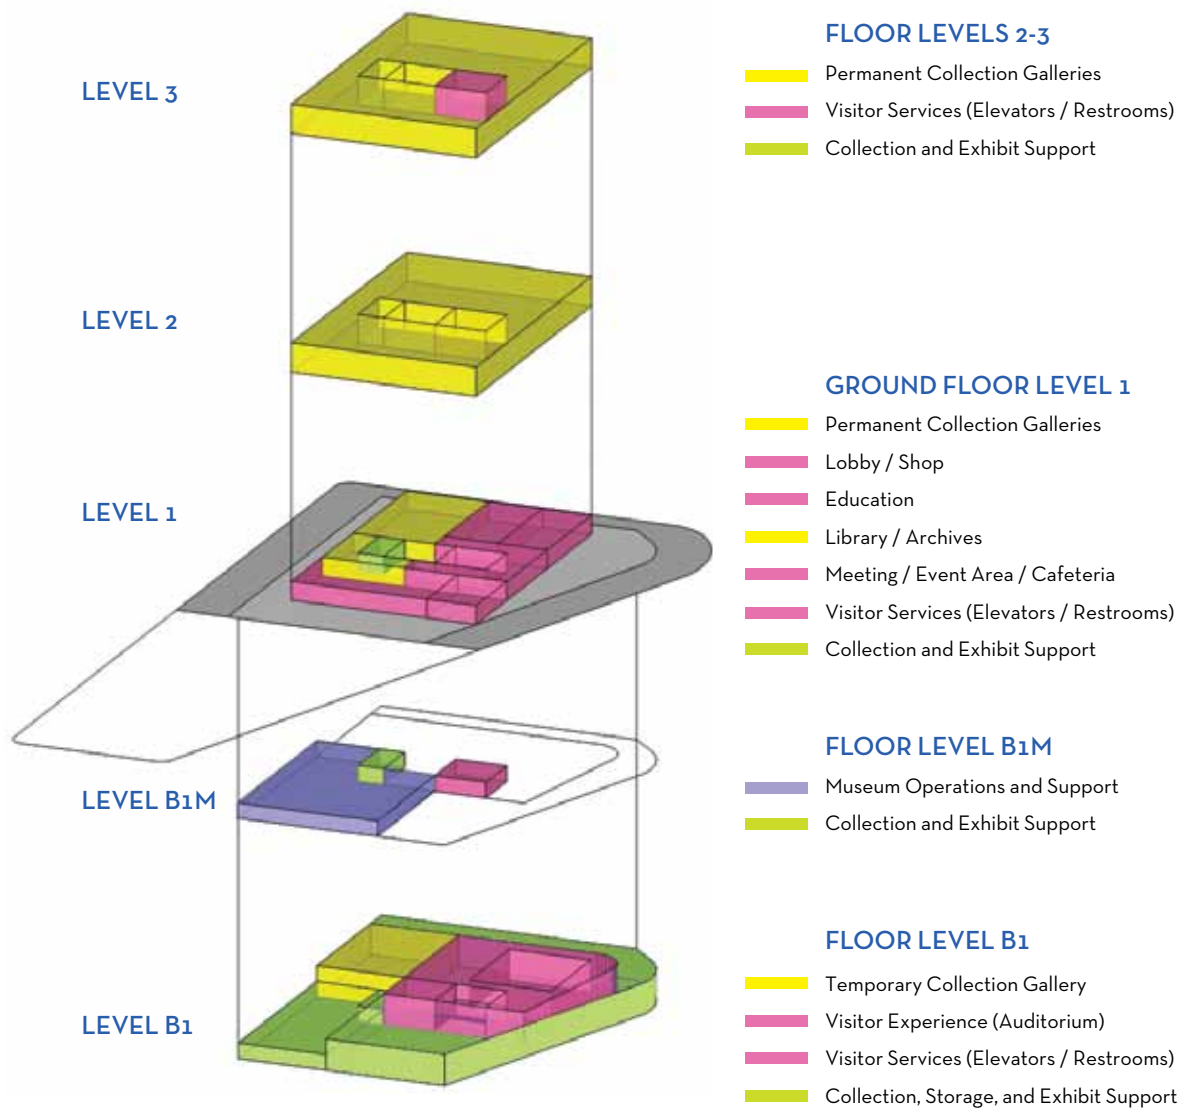 LEVEL 3
LEVEL 2
LEVEL 1
LEVEL B1M
LEVEL B1
FLOOR LEVELS 2-3
Permanent Collection Galleries
Visitor Services (Elevators / Restrooms)
Collection and Exhibit Support
GROUND FLOOR LEVEL 1
Permanent Collection Galleries
Lobby / Shop
Education
Library / Archives
Meeting / Event Area / Cafeteria
Visitor Services (Elevators / Restrooms)
Collection and Exhibit Support
FLOOR LEVEL B1M
Museum Operations and Support
Collection and Exhibit Support
FLOOR LEVEL B1
Temporary Collection Gallery
Visitor Experience (Auditorium)
Visitor Services (Elevators / Restrooms)
Collection, Storage, and Exhibit Support